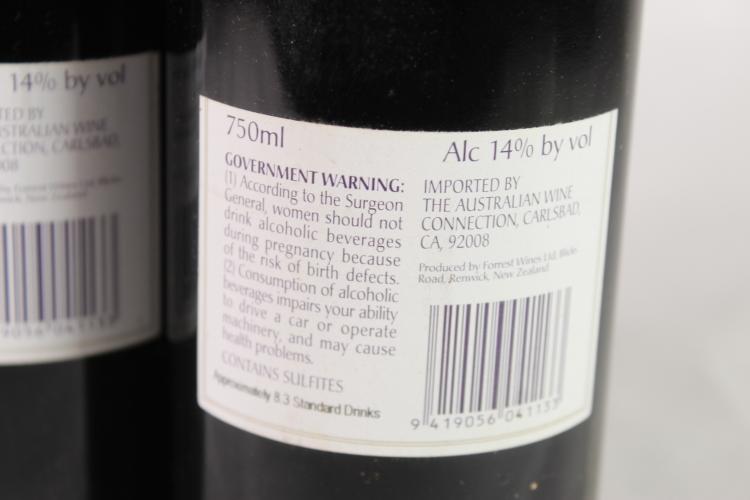 14% by vol
CARLSBAD,
750ml
Alc 14% by vol
GOVERNMENT WARNING:
(1) According to the Surgeon
General, women should not
drink alcoholic beverages
during pregnancy because
of the risk of birth defects.
(2) Consumption of alcoholic
beverages impairs your ability
to drive a car or operate
machinery, and may cause
health problems.
CONTAINS SULFITES
Approximately 8.3 Standard Drinks
IMPORTED BY
THE AUSTRALIAN WINE
CONNECTION, CARLSBAD,
CA, 92008
Produced by Forrest Wines Ltd, Blicks
Road, Renwick, New Zealand
9 419056 041133